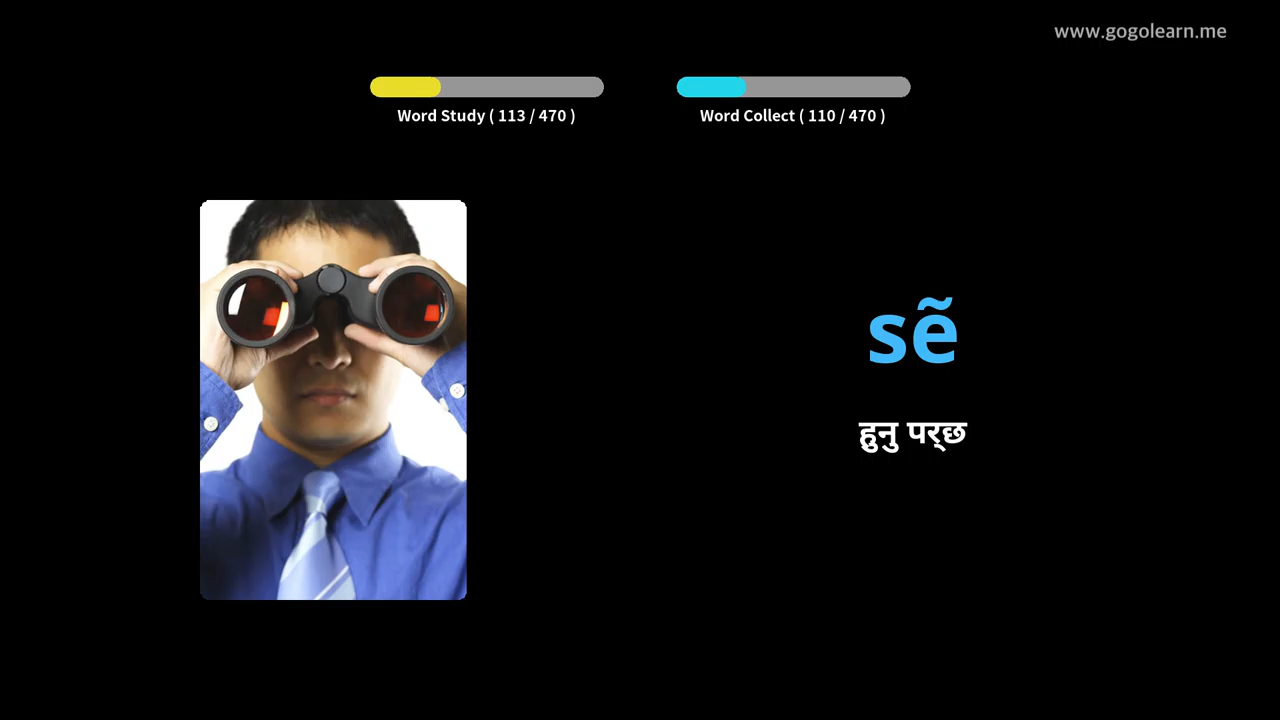 www.gogolearn.me
Word Study ( 113 / 470 )
Word Collect ( 110 / 470 )
sẽ
हुनु पर्छ